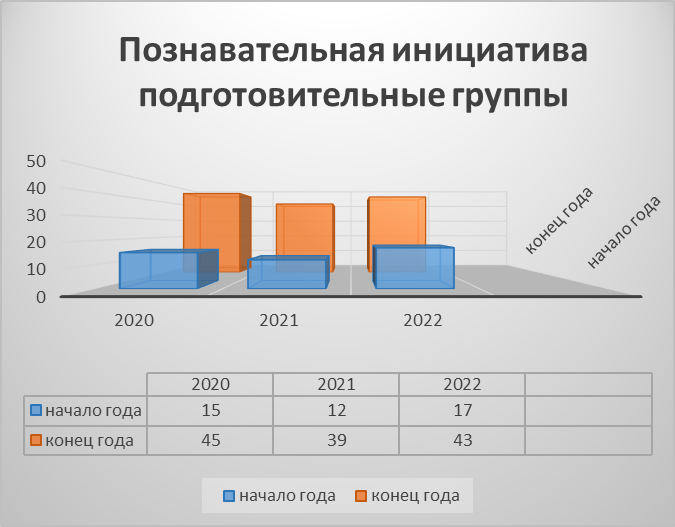 Познавательная инициатива
подготовительные группы
50
40
30
20
10
0
2020
2021
2022
конец года
начало года
2020 2021 2022
начало года 15 12 17
конец года 45 39 43
начало года конец года